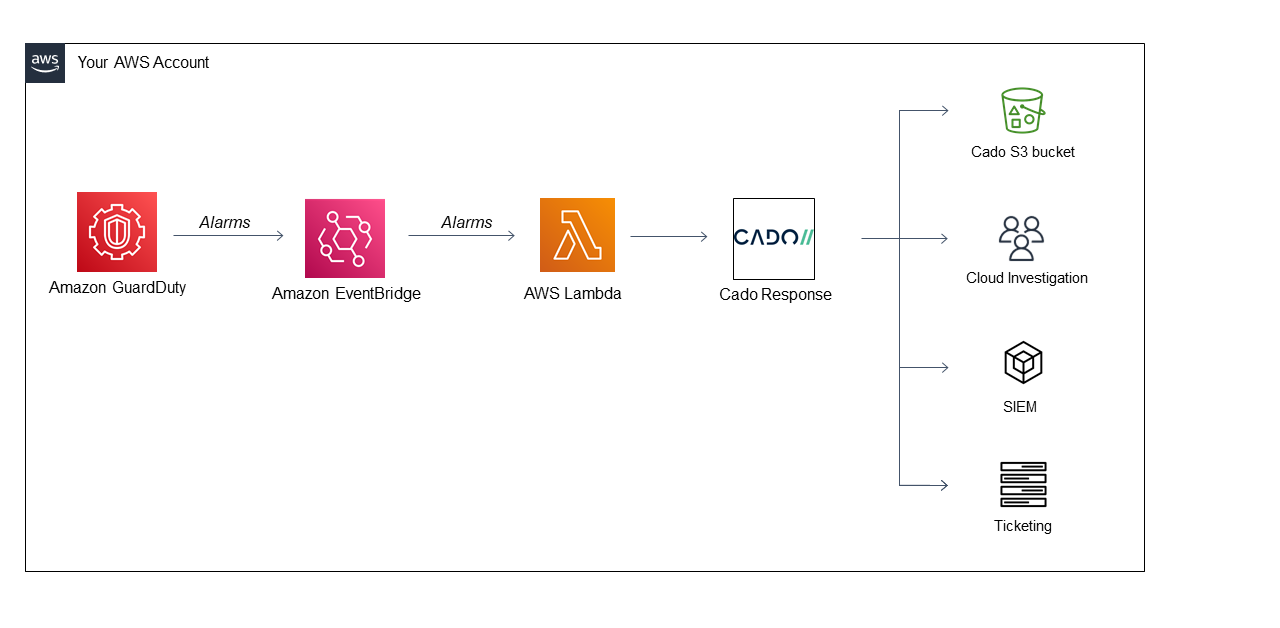 aws
Your AWS Account
Cado S3 bucket
Alarms
Alarms
CADO//
Amazon GuardDuty
Amazon EventBridge
AWS Lambda
Cado Response
Cloud Investigation
SIEM
Ticketing